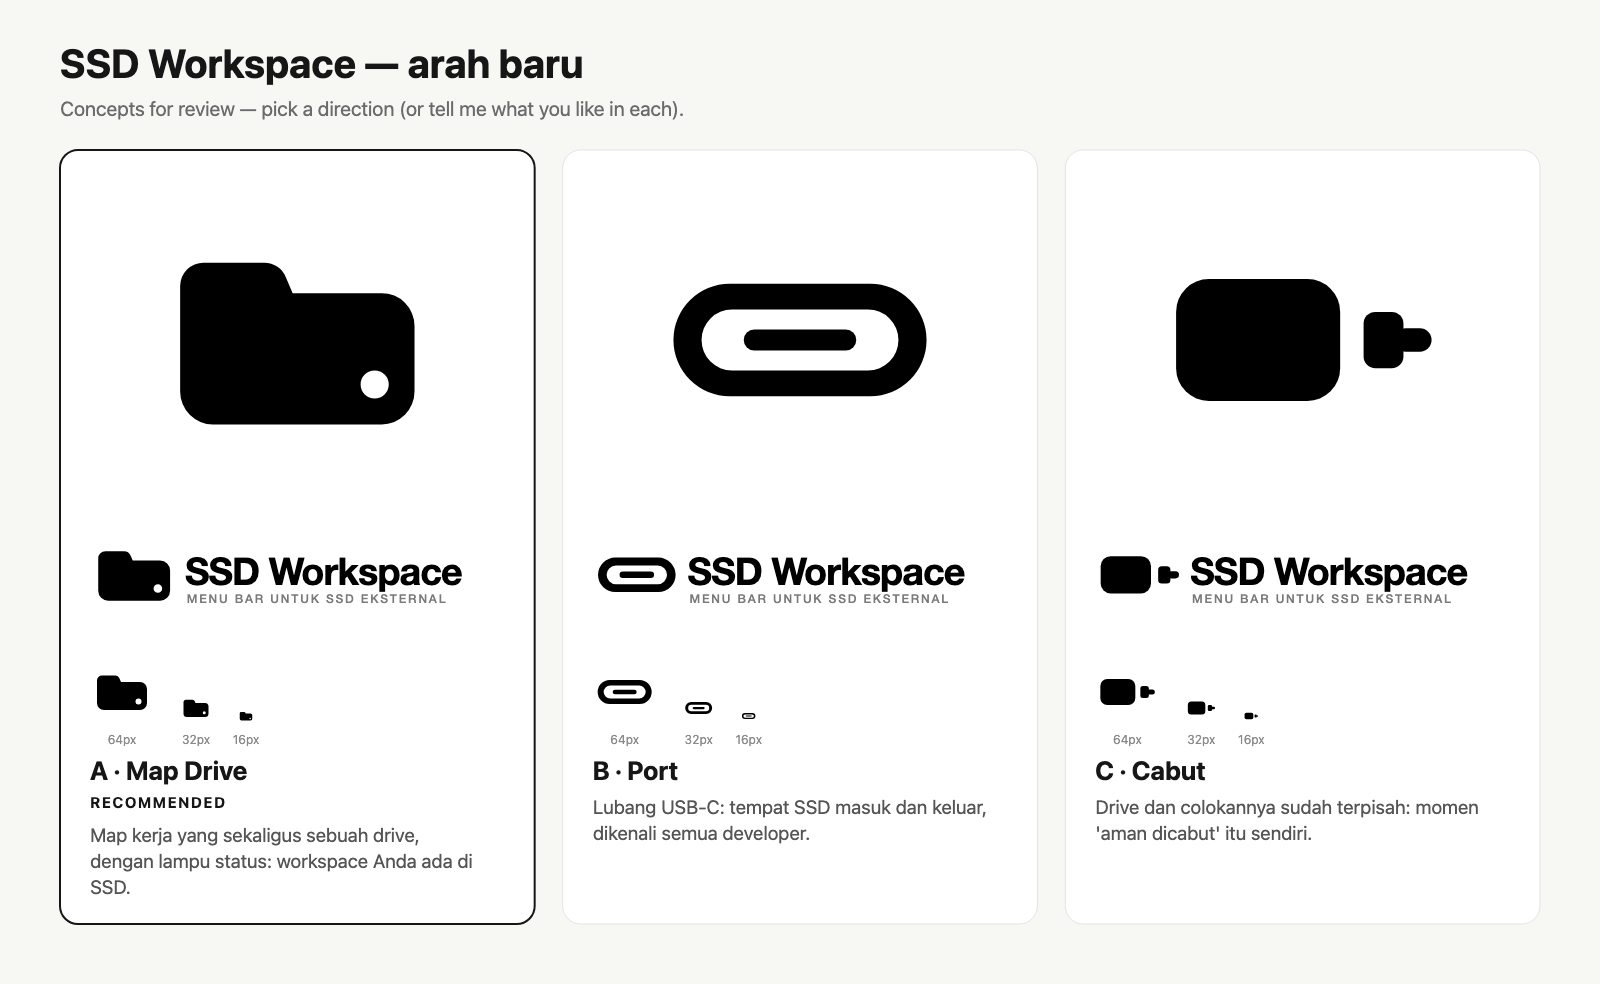 SSD Workspace — arah baru
Concepts for review — pick a direction (or tell me what you like in each).
SSD Workspace
MENU BAR UNTUK SSD EKSTERNAL
64px 32px 16px
A · Map Drive
RECOMMENDED
Map kerja yang sekaligus sebuah drive,
dengan lampu status: workspace Anda ada di
SSD.
SSD Workspace
MENU BAR UNTUK SSD EKSTERNAL
64px 32px 16px
B · Port
Lubang USB-C: tempat SSD masuk dan keluar,
dikenali semua developer.
SSD Workspace
MENU BAR UNTUK SSD EKSTERNAL
64px 32px 16px
C · Cabut
Drive dan colokannya sudah terpisah: momen
'aman dicabut' itu sendiri.